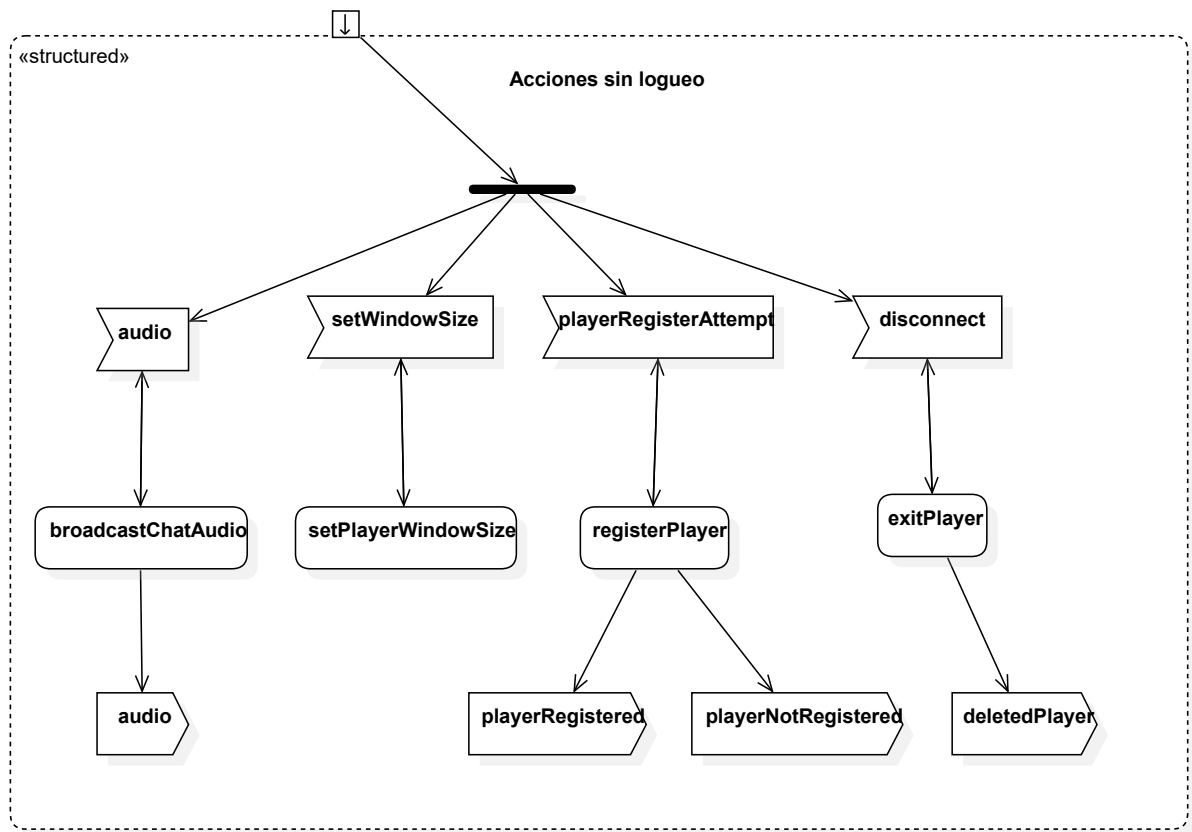 «structured»
Acciones sin logueo
audio
setWindowSize
playerRegisterAttempt
disconnect
broadcastChatAudio
setPlayerWindowSize
registerPlayer
exitPlayer
audio
playerRegistered
playerNotRegistered
deletedPlayer